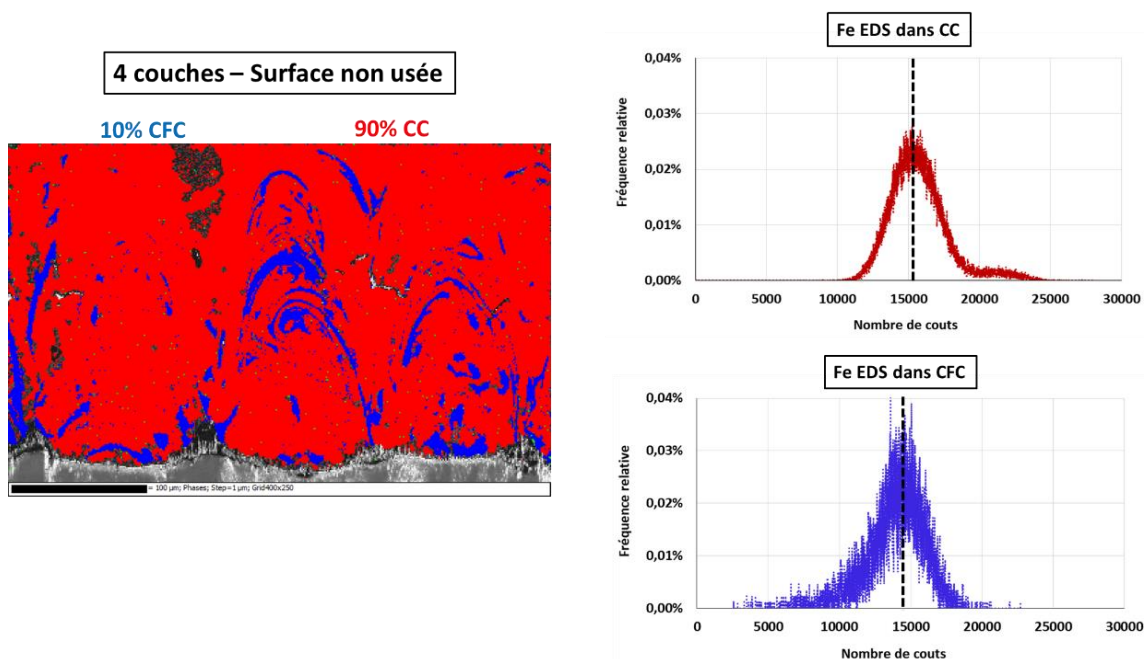 4 couches – Surface non usée
10% CFC
90% CC
= 100 µm; Phases; Step=1 µm; Grid400x250
Fe EDS dans CC
Fréquence relative
0,04%
0,03%
0,02%
0,01%
0,00%
0 5000 10000 15000 20000 25000 30000
Nombre de couts
Fe EDS dans CFC
Fréquence relative
0,04%
0,03%
0,02%
0,01%
0,00%
0 5000 10000 15000 20000 25000 30000
Nombre de couts